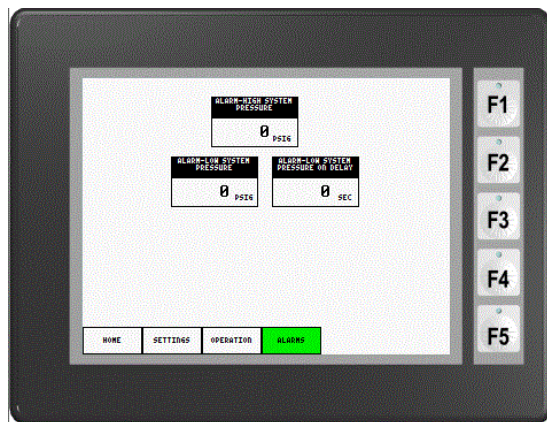 ALARM-HIGH SYSTEM
PRESSURE
0 PSIG
ALARM-LOW SYSTEM
PRESSURE
0 PSIG
ALARM-LOW SYSTEM
PRESSURE ON DELAY
0 SEC
HOME SETTINGS OPERATION ALARMS
F1
F2
F3
F4
F5